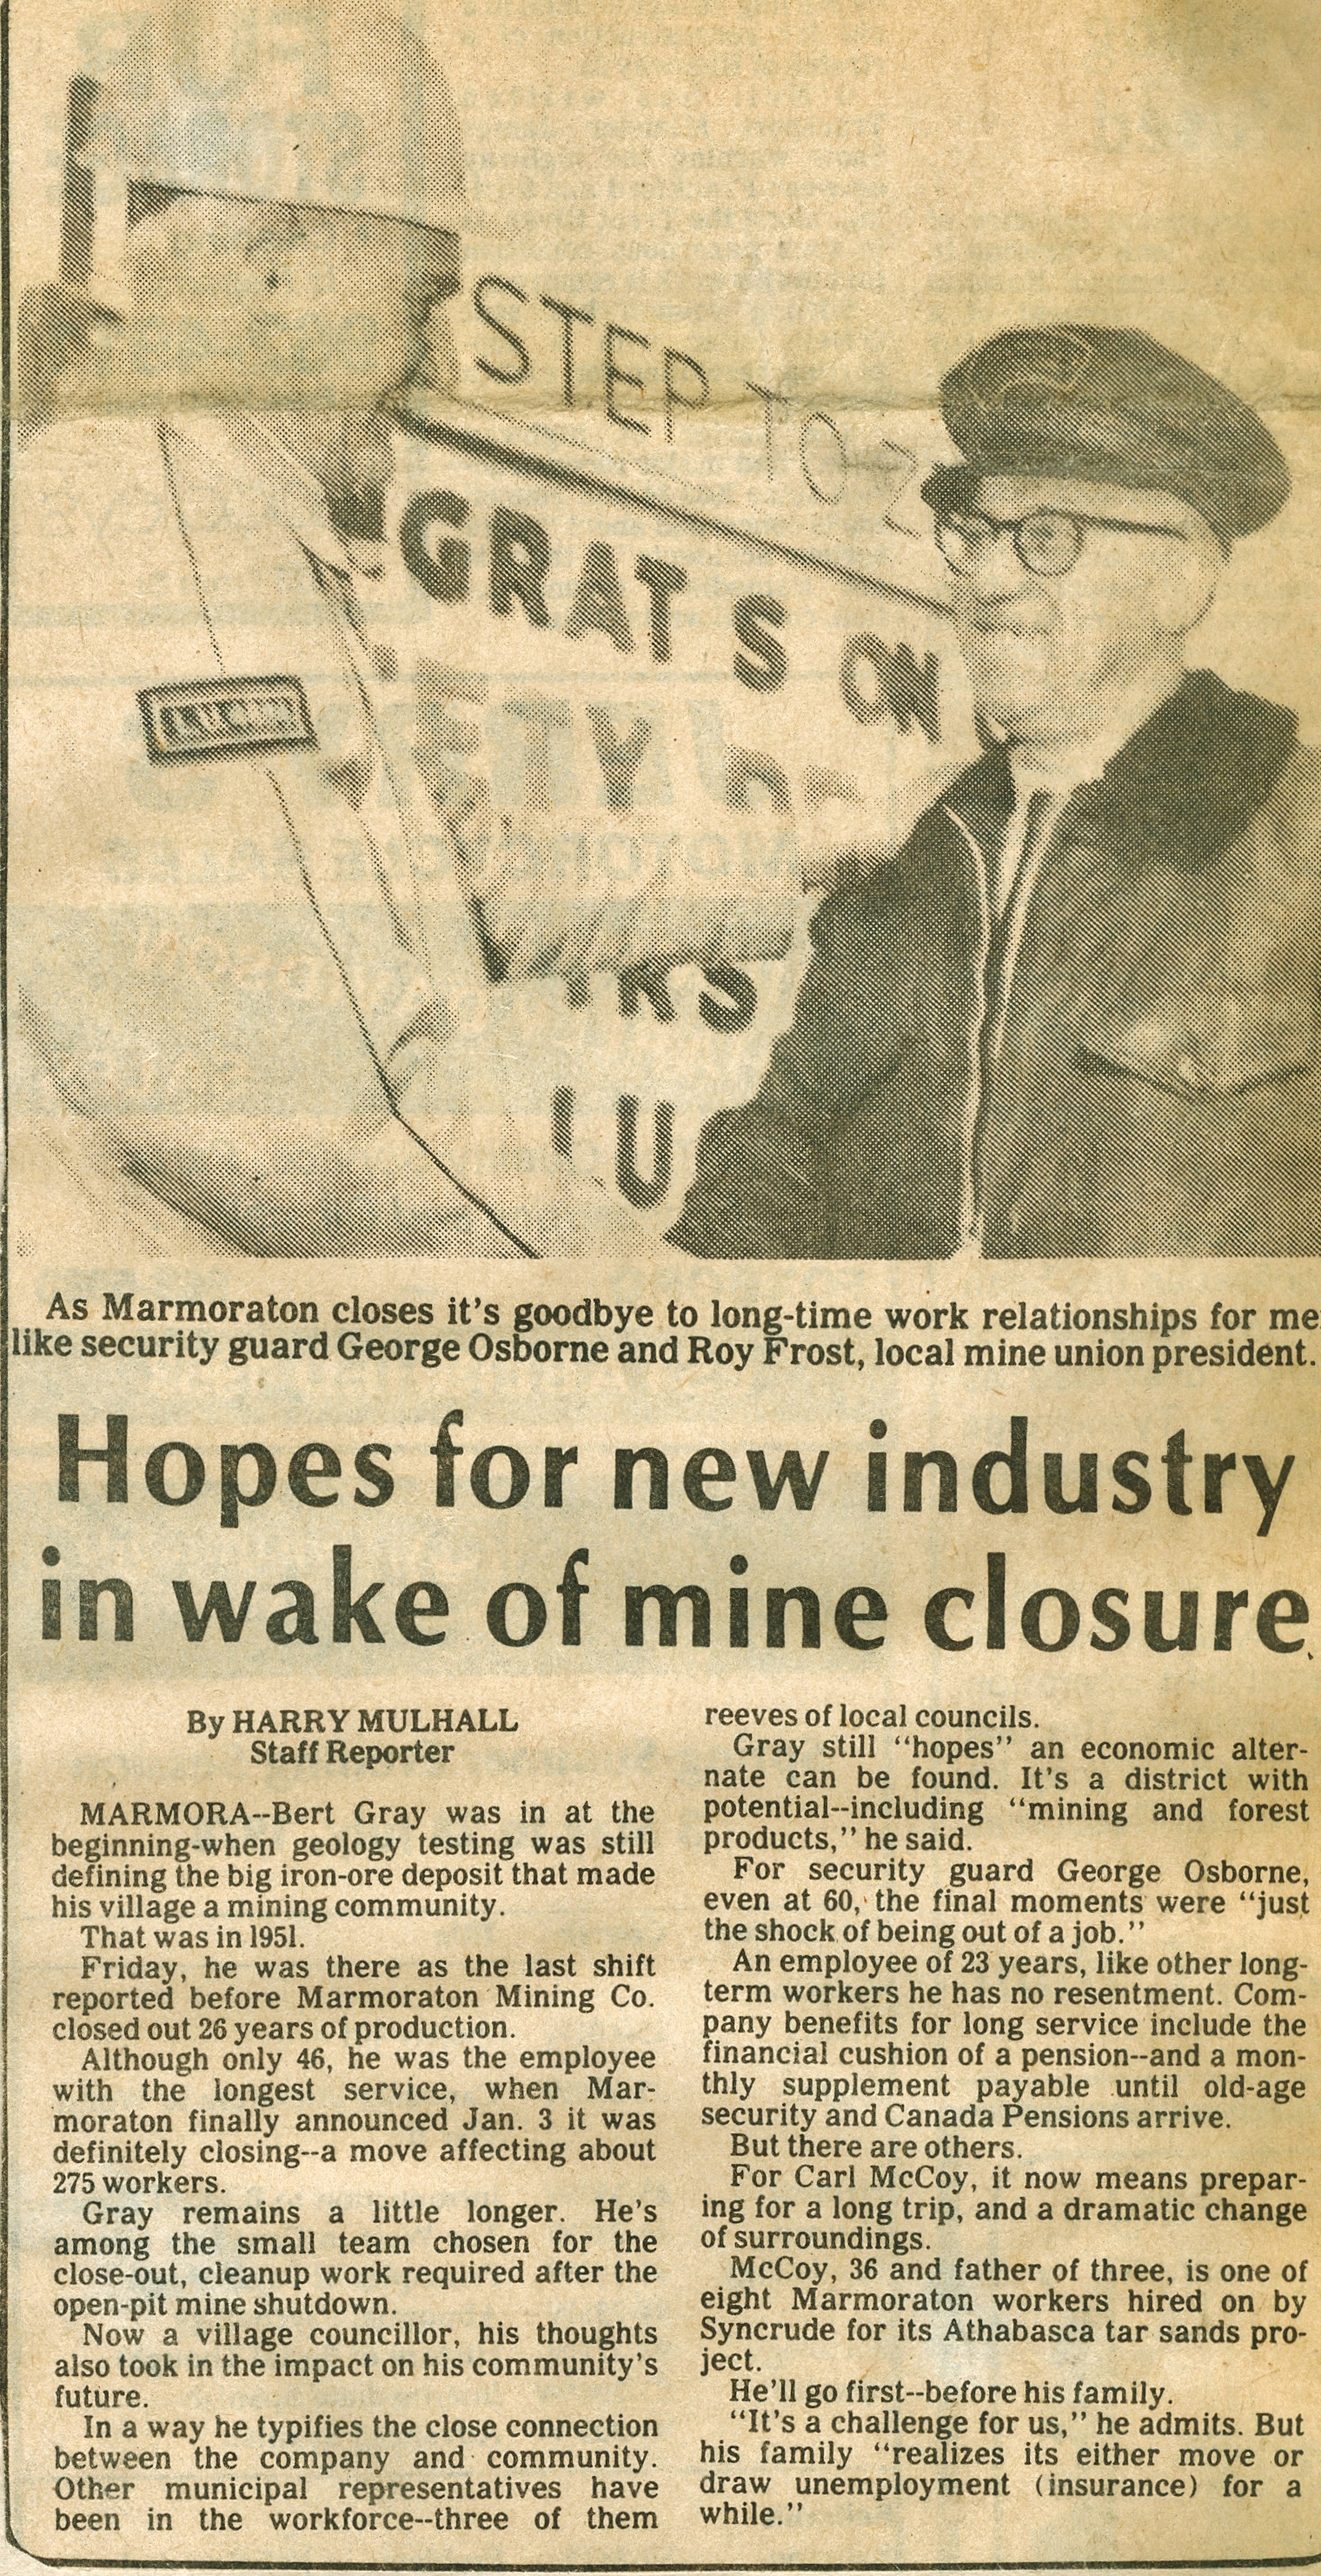 STEP TO
GRATS ON
IU
As Marmoraton closes it's goodbye to long-time work relationships for me
like security guard George Osborne and Roy Frost, local mine union president.
Hopes for new industry
in wake of mine closure
By HARRY MULHALL
Staff Reporter
MARMORA--Bert Gray was in at the
beginning-when geology testing was still
defining the big iron-ore deposit that made
his village a mining community.
That was in 1951.
Friday, he was there as the last shift
reported before Marmoraton Mining Co.
closed out 26 years of production.
Although only 46, he was the employee
with the longest service, when Mar-
moraton finally announced Jan. 3 it was
definitely closing--a move affecting about
275 workers.
Gray remains a little longer. He's
among the small team chosen for the
close-out, cleanup work required after the
open-pit mine shutdown.
Now a village councillor, his thoughts
also took in the impact on his community's
future.
In a way he typifies the close connection
between the company and community.
Other municipal representatives have
been in the workforce--three of them
reeves of local councils.
Gray still "hopes" an economic alter-
nate can be found. It's a district with
potential--including "mining and forest
products," he said.
For security guard George Osborne,
even at 60, the final moments were "just
the shock of being out of a job."
An employee of 23 years, like other long-
term workers he has no resentment. Com-
pany benefits for long service include the
financial cushion of a pension--and a mon-
thly supplement payable until old-age
security and Canada Pensions arrive.
But there are others.
For Carl McCoy, it now means prepar-
ing for a long trip, and a dramatic change
of surroundings.
McCoy, 36 and father of three, is one of
eight Marmoraton workers hired on by
Syncrude for its Athabasca tar sands pro-
ject.
He'll go first--before his family.
"It's a challenge for us," he admits. But
his family "realizes its either move or
draw unemployment (insurance) for a
while."